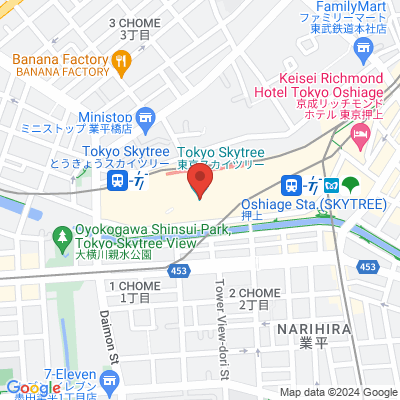 FamilyMart
ファミリーマート
東武鉄道本社店
3 CHOME
3丁目
Banana Factory
BANANA FACTORY
Keisei Richmond
Hotel Tokyo Oshiage
京成リッチモンド
ホテル 東京押上
Ministop
ミニストップ 業平橋店
Tokyo Skytree
とうきょうスカイツリー
Tokyo Skytree
東京スカイツリー
Oshiage Sta.(SKYTREE)
押上
Oyokogawa Shinsui Park,
Tokyo Skytree View
大横川親水公園
453
453
1 CHOME
1丁目
2 CHOME
2丁目
Daimon St
Tower View-dori St
NARIHIRA
業平
7-Eleven
Google
Map data ©2024 Google